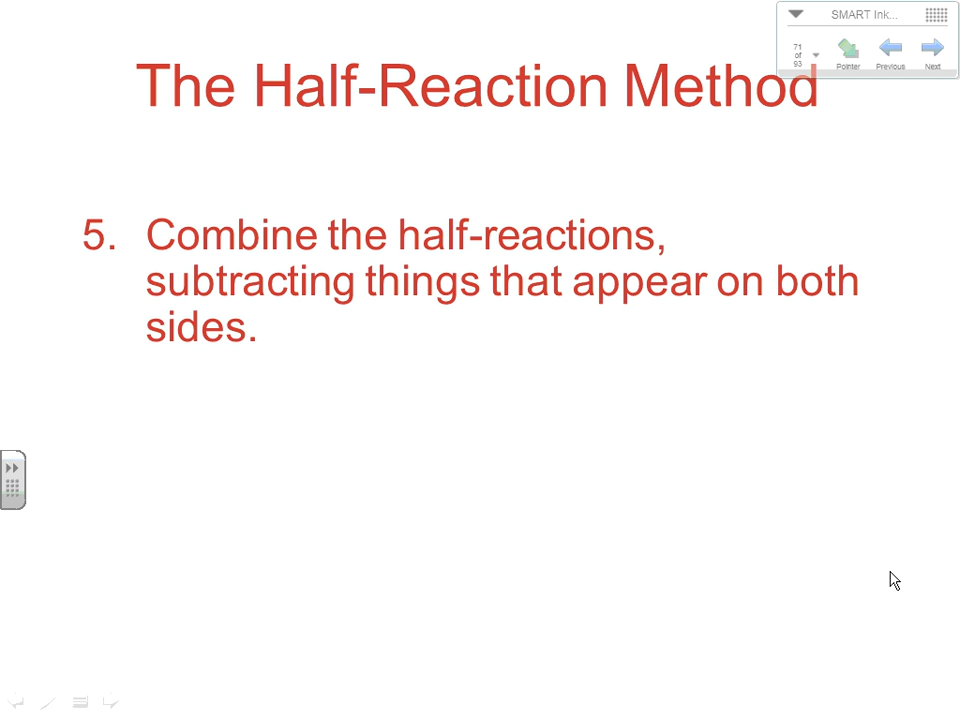 SMART Ink...
71
of
93
Pointer Previous Next
The Half-Reaction Method
5. Combine the half-reactions,
subtracting things that appear on both
sides.